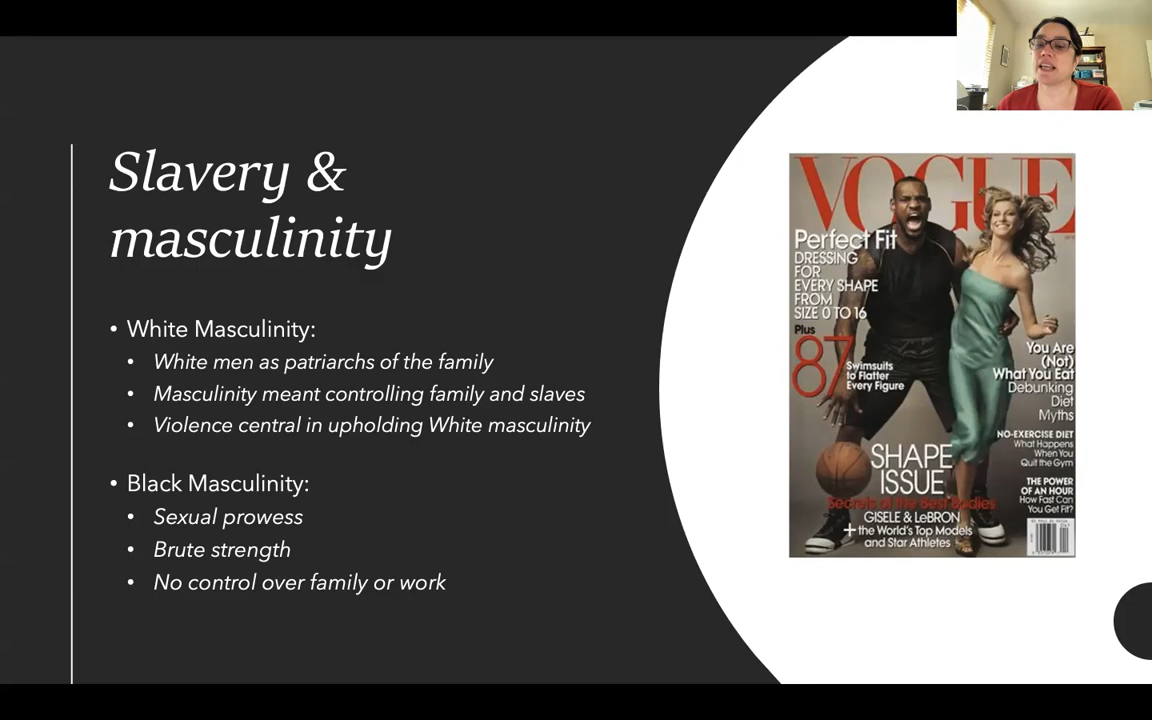 Slavery &
masculinity
• White Masculinity:
• White men as patriarchs of the family
• Masculinity meant controlling family and slaves
• Violence central in upholding White masculinity
• Black Masculinity:
• Sexual prowess
• Brute strength
• No control over family or work
VOGUE
Perfect Fit
DRESSING
FOR
EVERY SHAPE
FROM
SIZE 0 TO 16
Plus
87
Swimsuits
to Flatter
Every Figure
You Are
(Not)
What You Eat
Debunking
Diet
Myths
NO-EXERCISE DIET
What Happens
When You
Quit the Gym
THE POWER
OF AN HOUR
How Fast Can
You Get Fit?
SHAPE
ISSUE
Secrets of the Best Bodies
GISELE & LeBRON
+ the World's Top Models
and Star Athletes